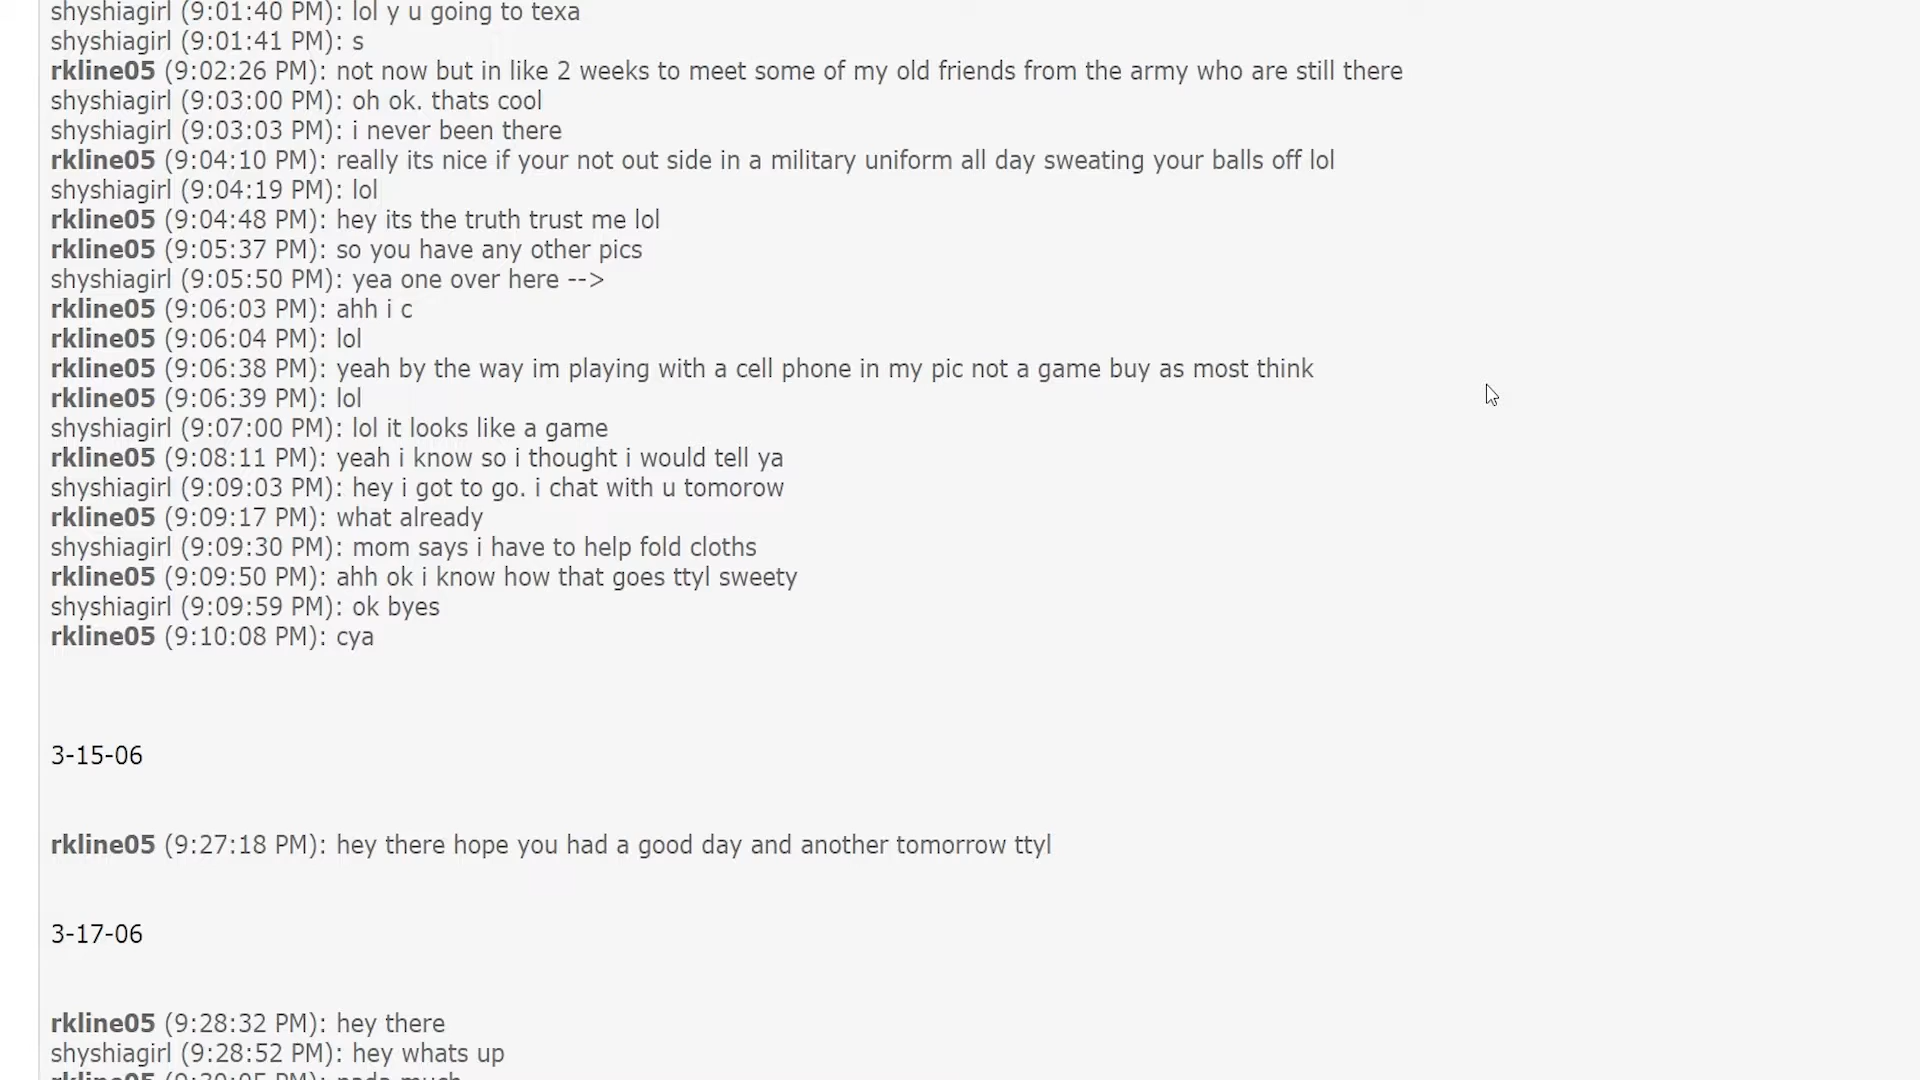 shyshiagirl (9:01:40 PM): lol y u going to texa
shyshiagirl (9:01:41 PM): s
rkline05 (9:02:26 PM): not now but in like 2 weeks to meet some of my old friends from the army who are still there
shyshiagirl (9:03:00 PM): oh ok. thats cool
shyshiagirl (9:03:03 PM): i never been there
rkline05 (9:04:10 PM): really its nice if your not out side in a military uniform all day sweating your balls off lol
shyshiagirl (9:04:19 PM): lol
rkline05 (9:04:48 PM): hey its the truth trust me lol
rkline05 (9:05:37 PM): so you have any other pics
shyshiagirl (9:05:50 PM): yea one over here -->
rkline05 (9:06:03 PM): ahh i c
rkline05 (9:06:04 PM): lol
rkline05 (9:06:38 PM): yeah by the way im playing with a cell phone in my pic not a game buy as most think
rkline05 (9:06:39 PM): lol
shyshiagirl (9:07:00 PM): lol it looks like a game
rkline05 (9:08:11 PM): yeah i know so i thought i would tell ya
shyshiagirl (9:09:03 PM): hey i got to go. i chat with u tomorow
rkline05 (9:09:17 PM): what already
shyshiagirl (9:09:30 PM): mom says i have to help fold cloths
rkline05 (9:09:50 PM): ahh ok i know how that goes ttyl sweety
shyshiagirl (9:09:59 PM): ok byes
rkline05 (9:10:08 PM): cya
3-15-06
rkline05 (9:27:18 PM): hey there hope you had a good day and another tomorrow ttyl
3-17-06
rkline05 (9:28:32 PM): hey there
shyshiagirl (9:28:52 PM): hey whats up